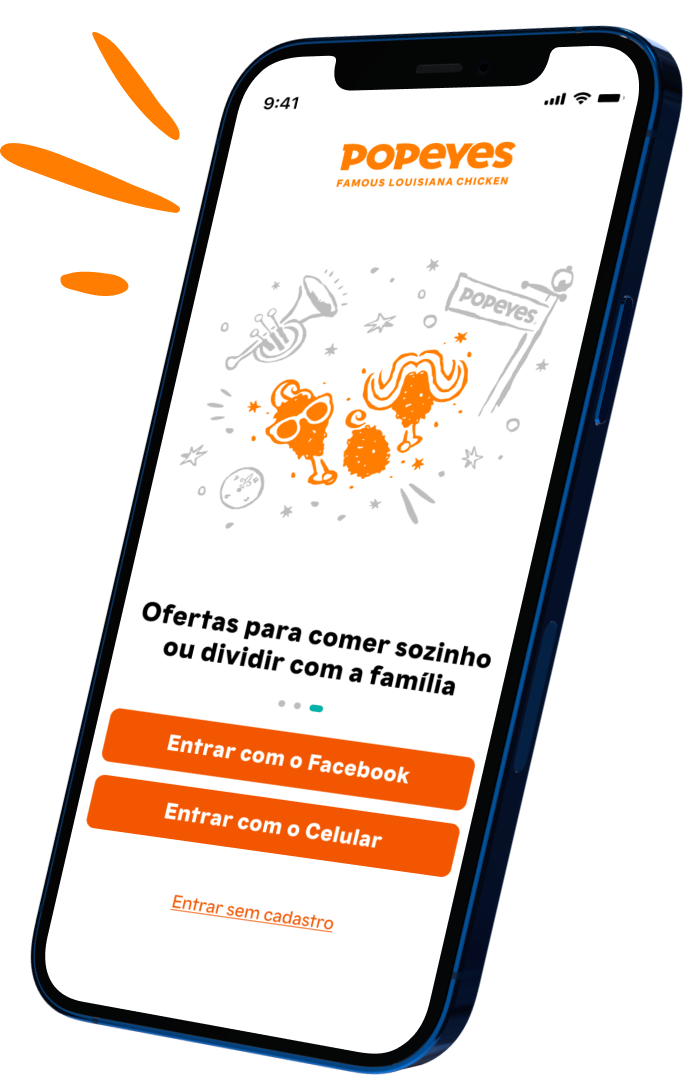 9:41
POPEYES
FAMOUS LOUISIANA CHICKEN
POPEYES
Ofertas para comer sozinho
ou dividir com a família
Entrar com o Facebook
Entrar com o Celular
Entrar sem cadastro